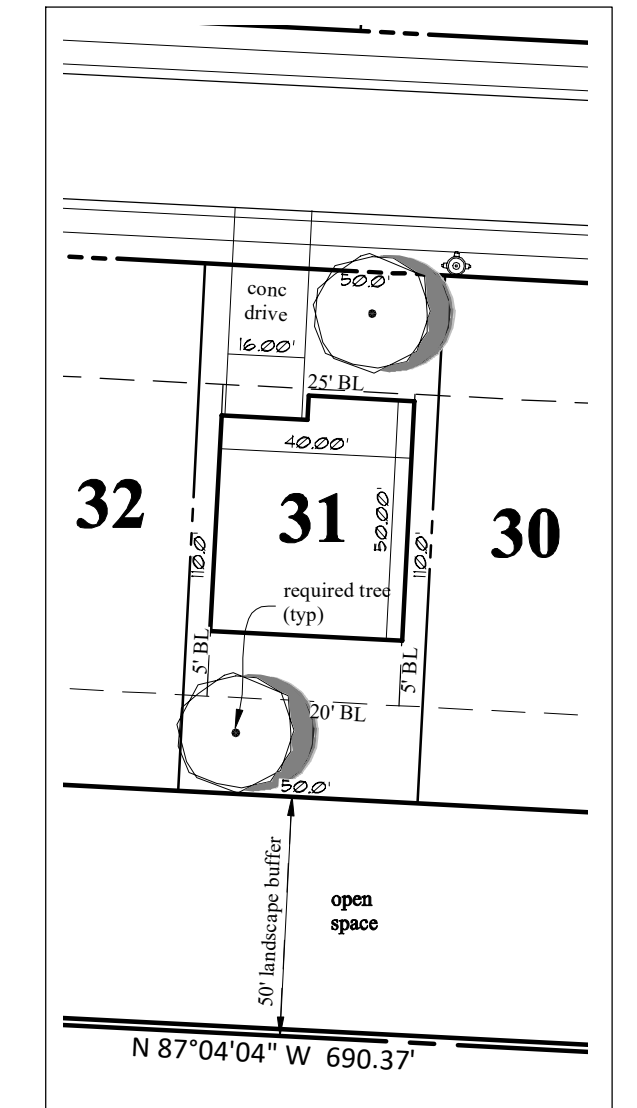 50.0'
conc
drive
16.00'
25' BL
40.00'
32
31
30
50.00'
110.0'
110.0'
required tree
(typ)
5' BL
5' BL
20' BL
50.0'
50' landscape buffer
open
space
N 87°04'04" W 690.37'